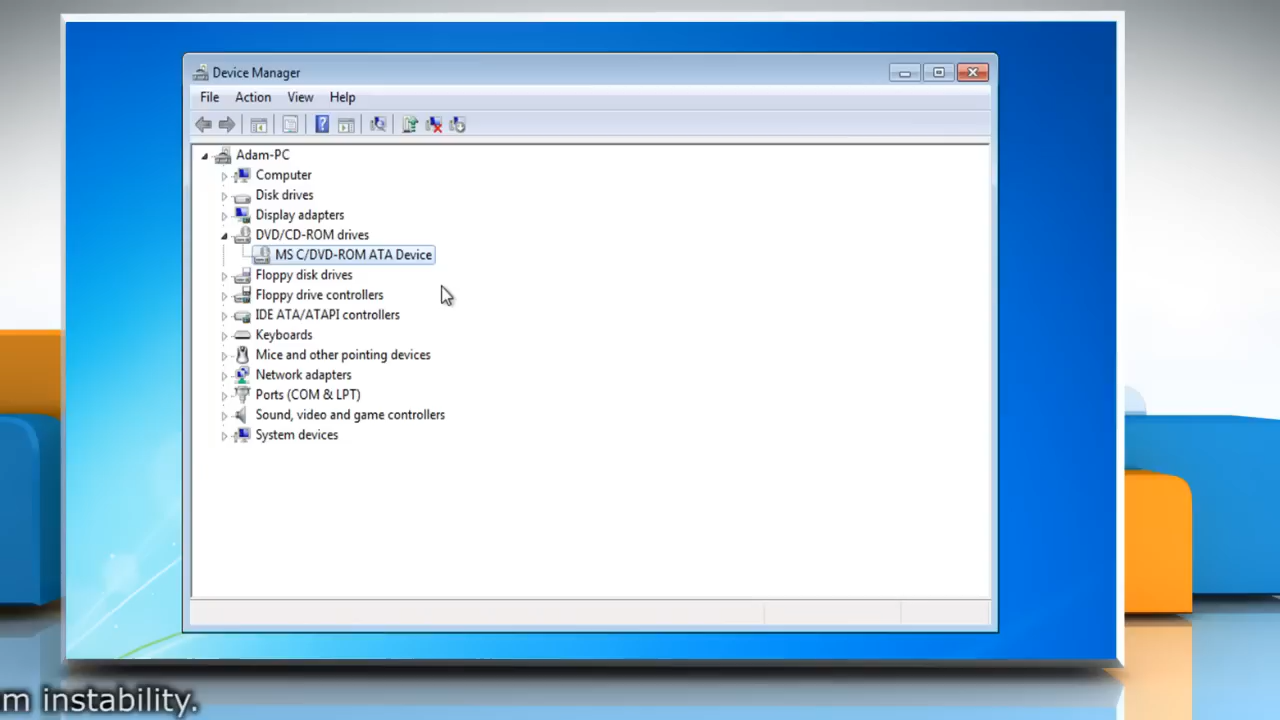 Device Manager
File Action View Help
Adam-PC
Computer
Disk drives
Display adapters
DVD/CD-ROM drives
MS C/DVD-ROM ATA Device
Floppy disk drives
Floppy drive controllers
IDE ATA/ATAPI controllers
Keyboards
Mice and other pointing devices
Network adapters
Ports (COM & LPT)
Sound, video and game controllers
System devices
m instability.